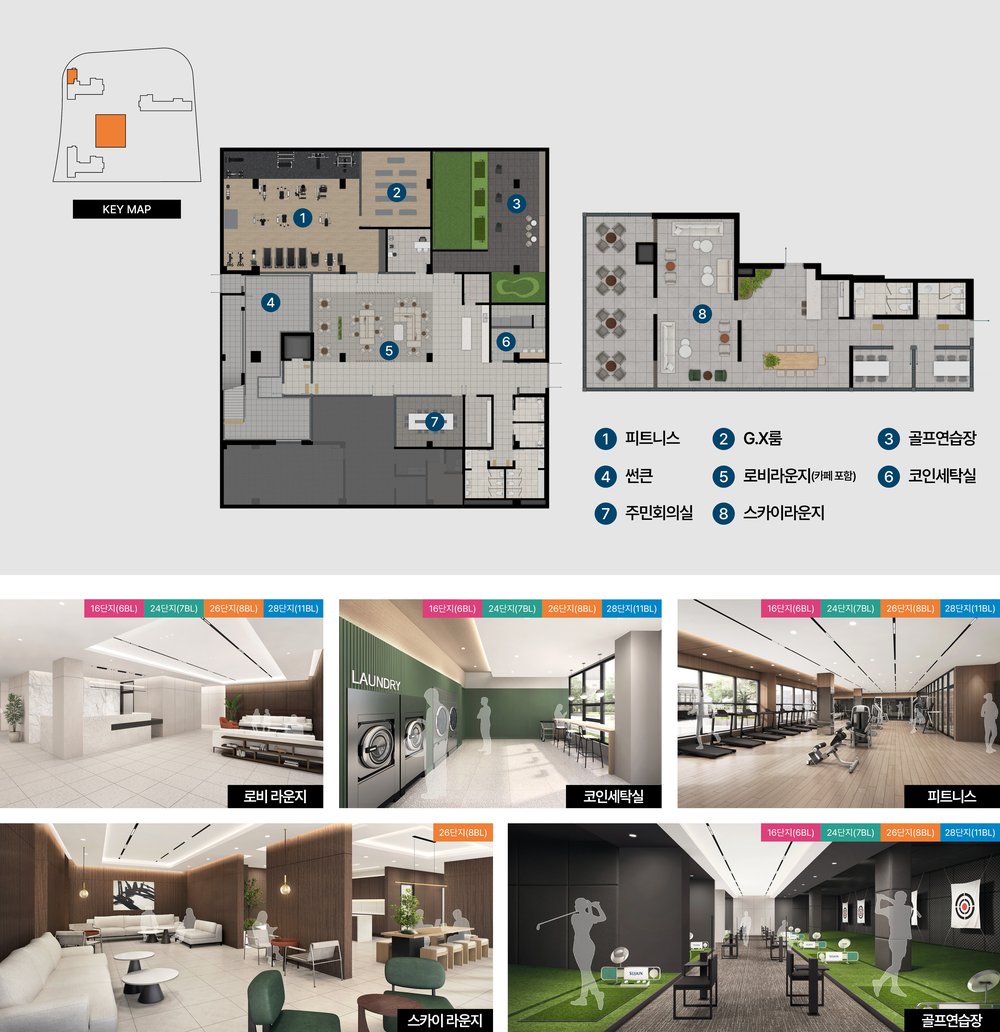 KEY MAP
1
2
3
4
5
6
7
8
1 피트니스 2 G.X룸 3 골프연습장
4 썬큰 5 로비라운지(카페 포함) 6 코인세탁실
7 주민회의실 8 스카이라운지
16단지(6BL) 24단지(7BL) 26단지(8BL) 28단지(11BL)
로비 라운지
16단지(6BL) 24단지(7BL) 26단지(8BL) 28단지(11BL)
LAUNDRY
코인세탁실
16단지(6BL) 24단지(7BL) 26단지(8BL) 28단지(11BL)
피트니스
26단지(8BL)
스카이 라운지
16단지(6BL) 24단지(7BL) 26단지(8BL) 28단지(11BL)
골프연습장